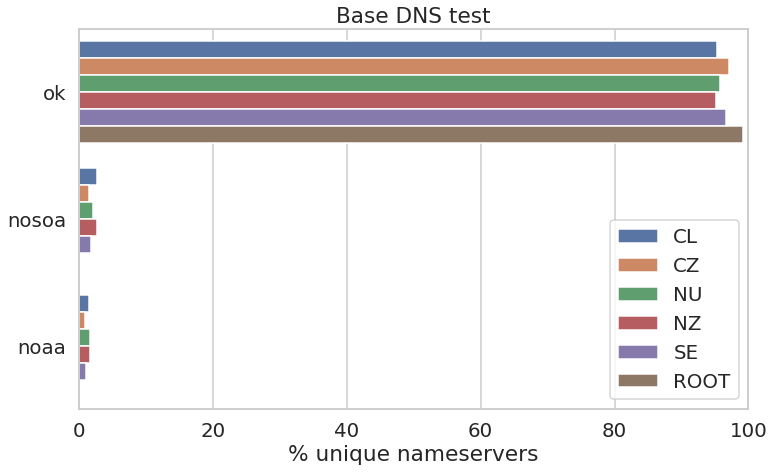 Base DNS test
ok
nosoa
noaa
CL
CZ
NU
NZ
SE
ROOT
0 20 40 60 80 100
% unique nameservers